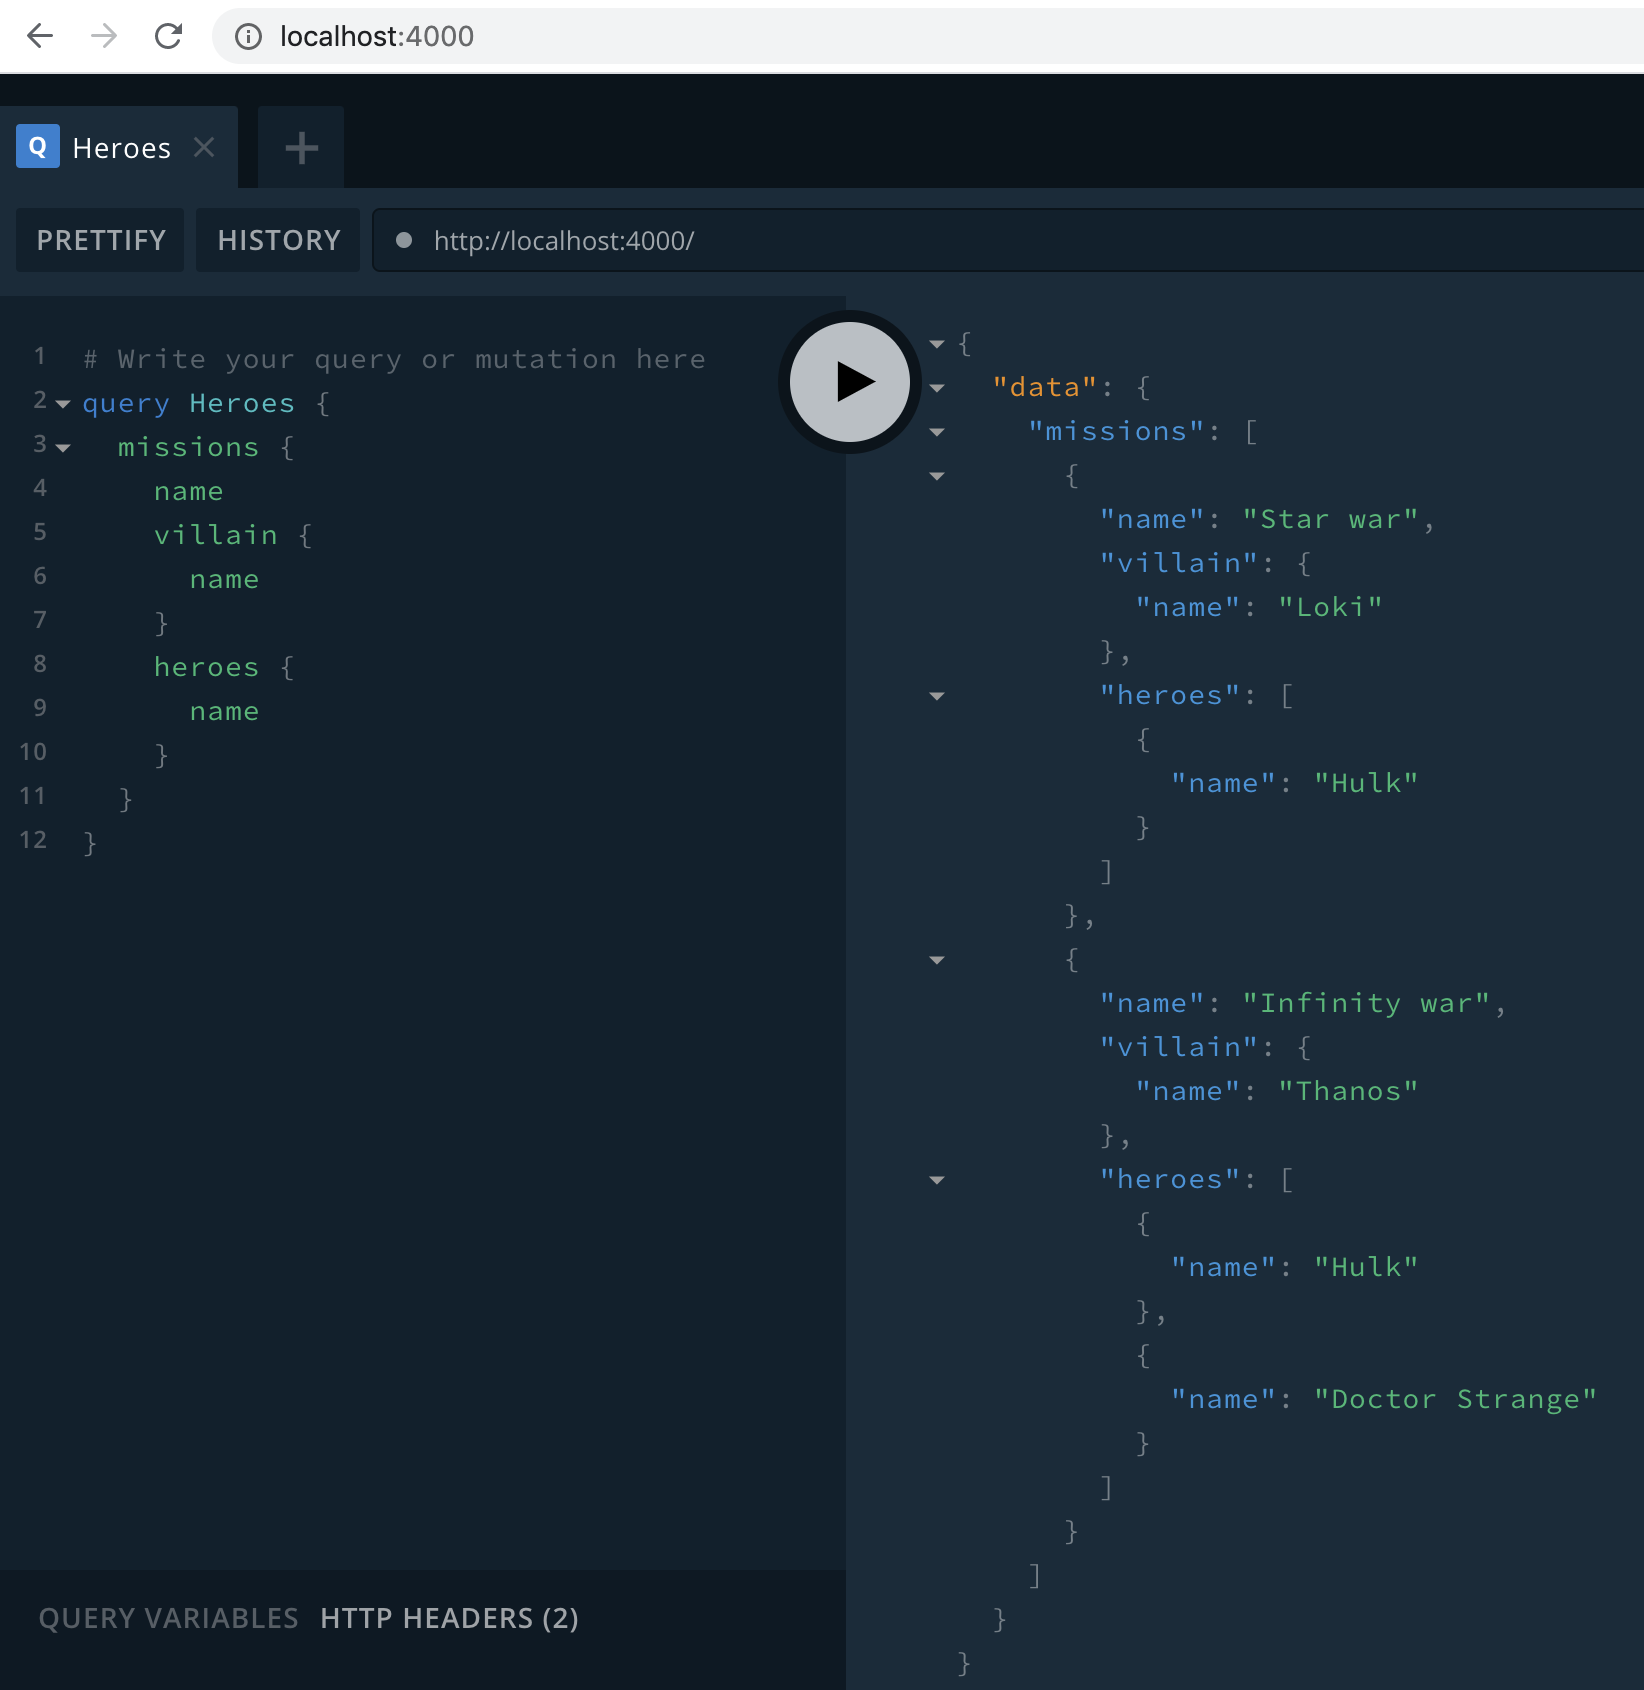 localhost:4000
Q Heroes
PRETTIFY HISTORY http://localhost:4000/
1 # Write your query or mutation here
2 query Heroes {
3 missions {
4 name
5 villain {
6 name
7 }
8 heroes {
9 name
10 }
11 }
12 }
QUERY VARIABLES HTTP HEADERS (2)
{
"data": {
"missions": [
{
"name": "Star war",
"villain": {
"name": "Loki"
},
"heroes": [
{
"name": "Hulk"
}
]
},
{
"name": "Infinity war",
"villain": {
"name": "Thanos"
},
"heroes": [
{
"name": "Hulk"
},
{
"name": "Doctor Strange"
}
]
}
]
}
}